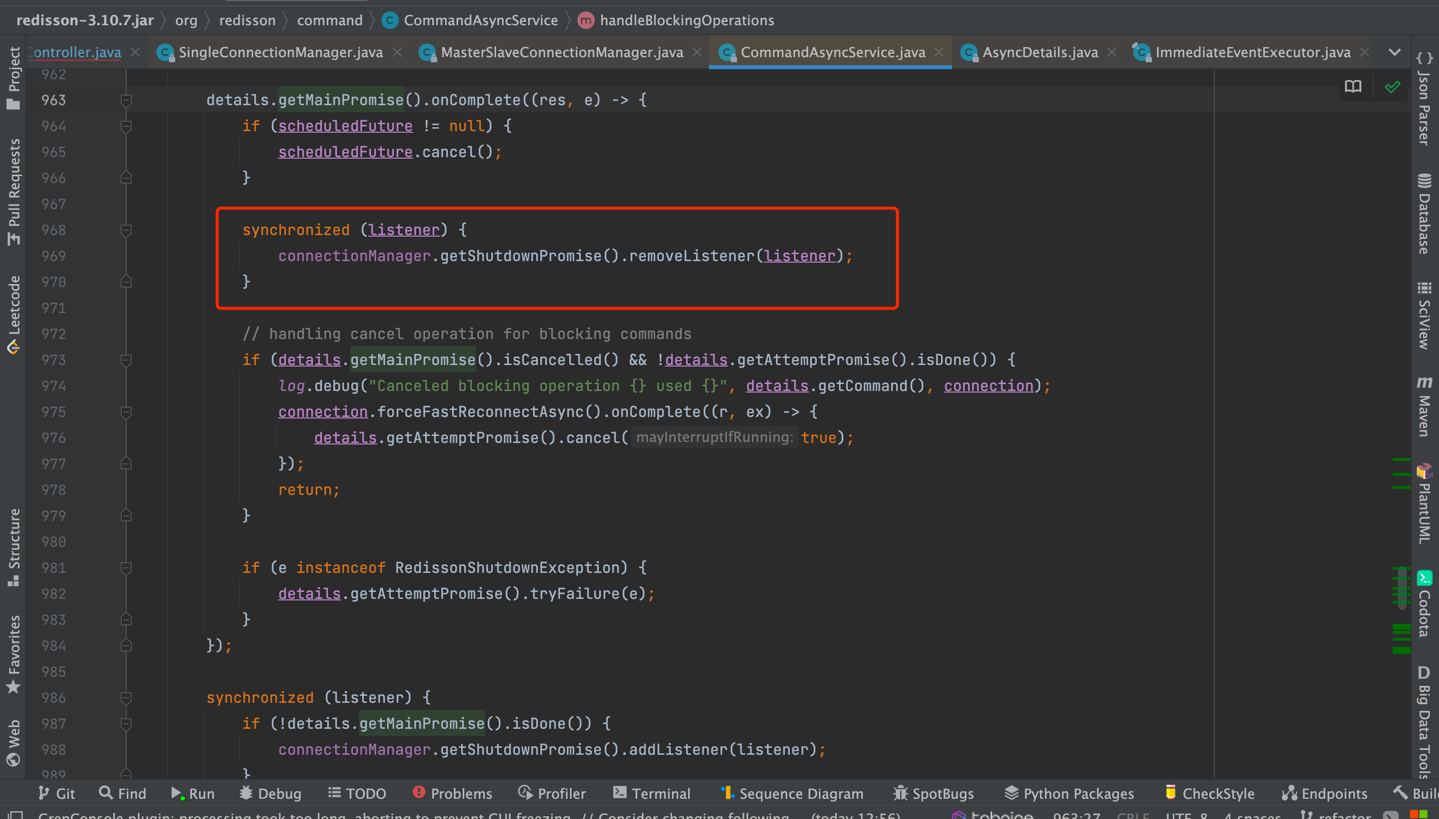 redisson-3.10.7.jar org redisson command CommandAsyncService handleBlockingOperations
ontroller.java SingleConnectionManager.java MasterSlaveConnectionManager.java CommandAsyncService.java AsyncDetails.java ImmediateEventExecutor.java
962
963 details.getMainPromise().onComplete((res, e) -> {
964 if (scheduledFuture != null) {
965 scheduledFuture.cancel();
966 }
967
968 synchronized (listener) {
969 connectionManager.getShutdownPromise().removeListener(listener);
970 }
971
972 // handling cancel operation for blocking commands
973 if (details.getMainPromise().isCancelled() && !details.getAttemptPromise().isDone()) {
974 log.debug("Canceled blocking operation {} used {}", details.getCommand(), connection);
975 connection.forceFastReconnectAsync().onComplete((r, ex) -> {
976 details.getAttemptPromise().cancel( mayInterruptIfRunning: true);
977 });
978 return;
979 }
980
981 if (e instanceof RedissonShutdownException) {
982 details.getAttemptPromise().tryFailure(e);
983 }
984 });
985
986 synchronized (listener) {
987 if (!details.getMainPromise().isDone()) {
988 connectionManager.getShutdownPromise().addListener(listener);
989 }
Project
Pull Requests
Leetcode
Structure
Favorites
Web
Json Parser
Database
SciView
Maven
PlantUML
Codota
Big Data Tools
Git Find Run Debug TODO Problems Profiler Terminal Sequence Diagram SpotBugs Python Packages CheckStyle Endpoints Buil
GrepConsole plugin: processing took too long, aborting to prevent GUI freezing. // Consider changing following ... (today 12:56) tabnine 963:27 CRLF UTF-8 4 spaces refactor